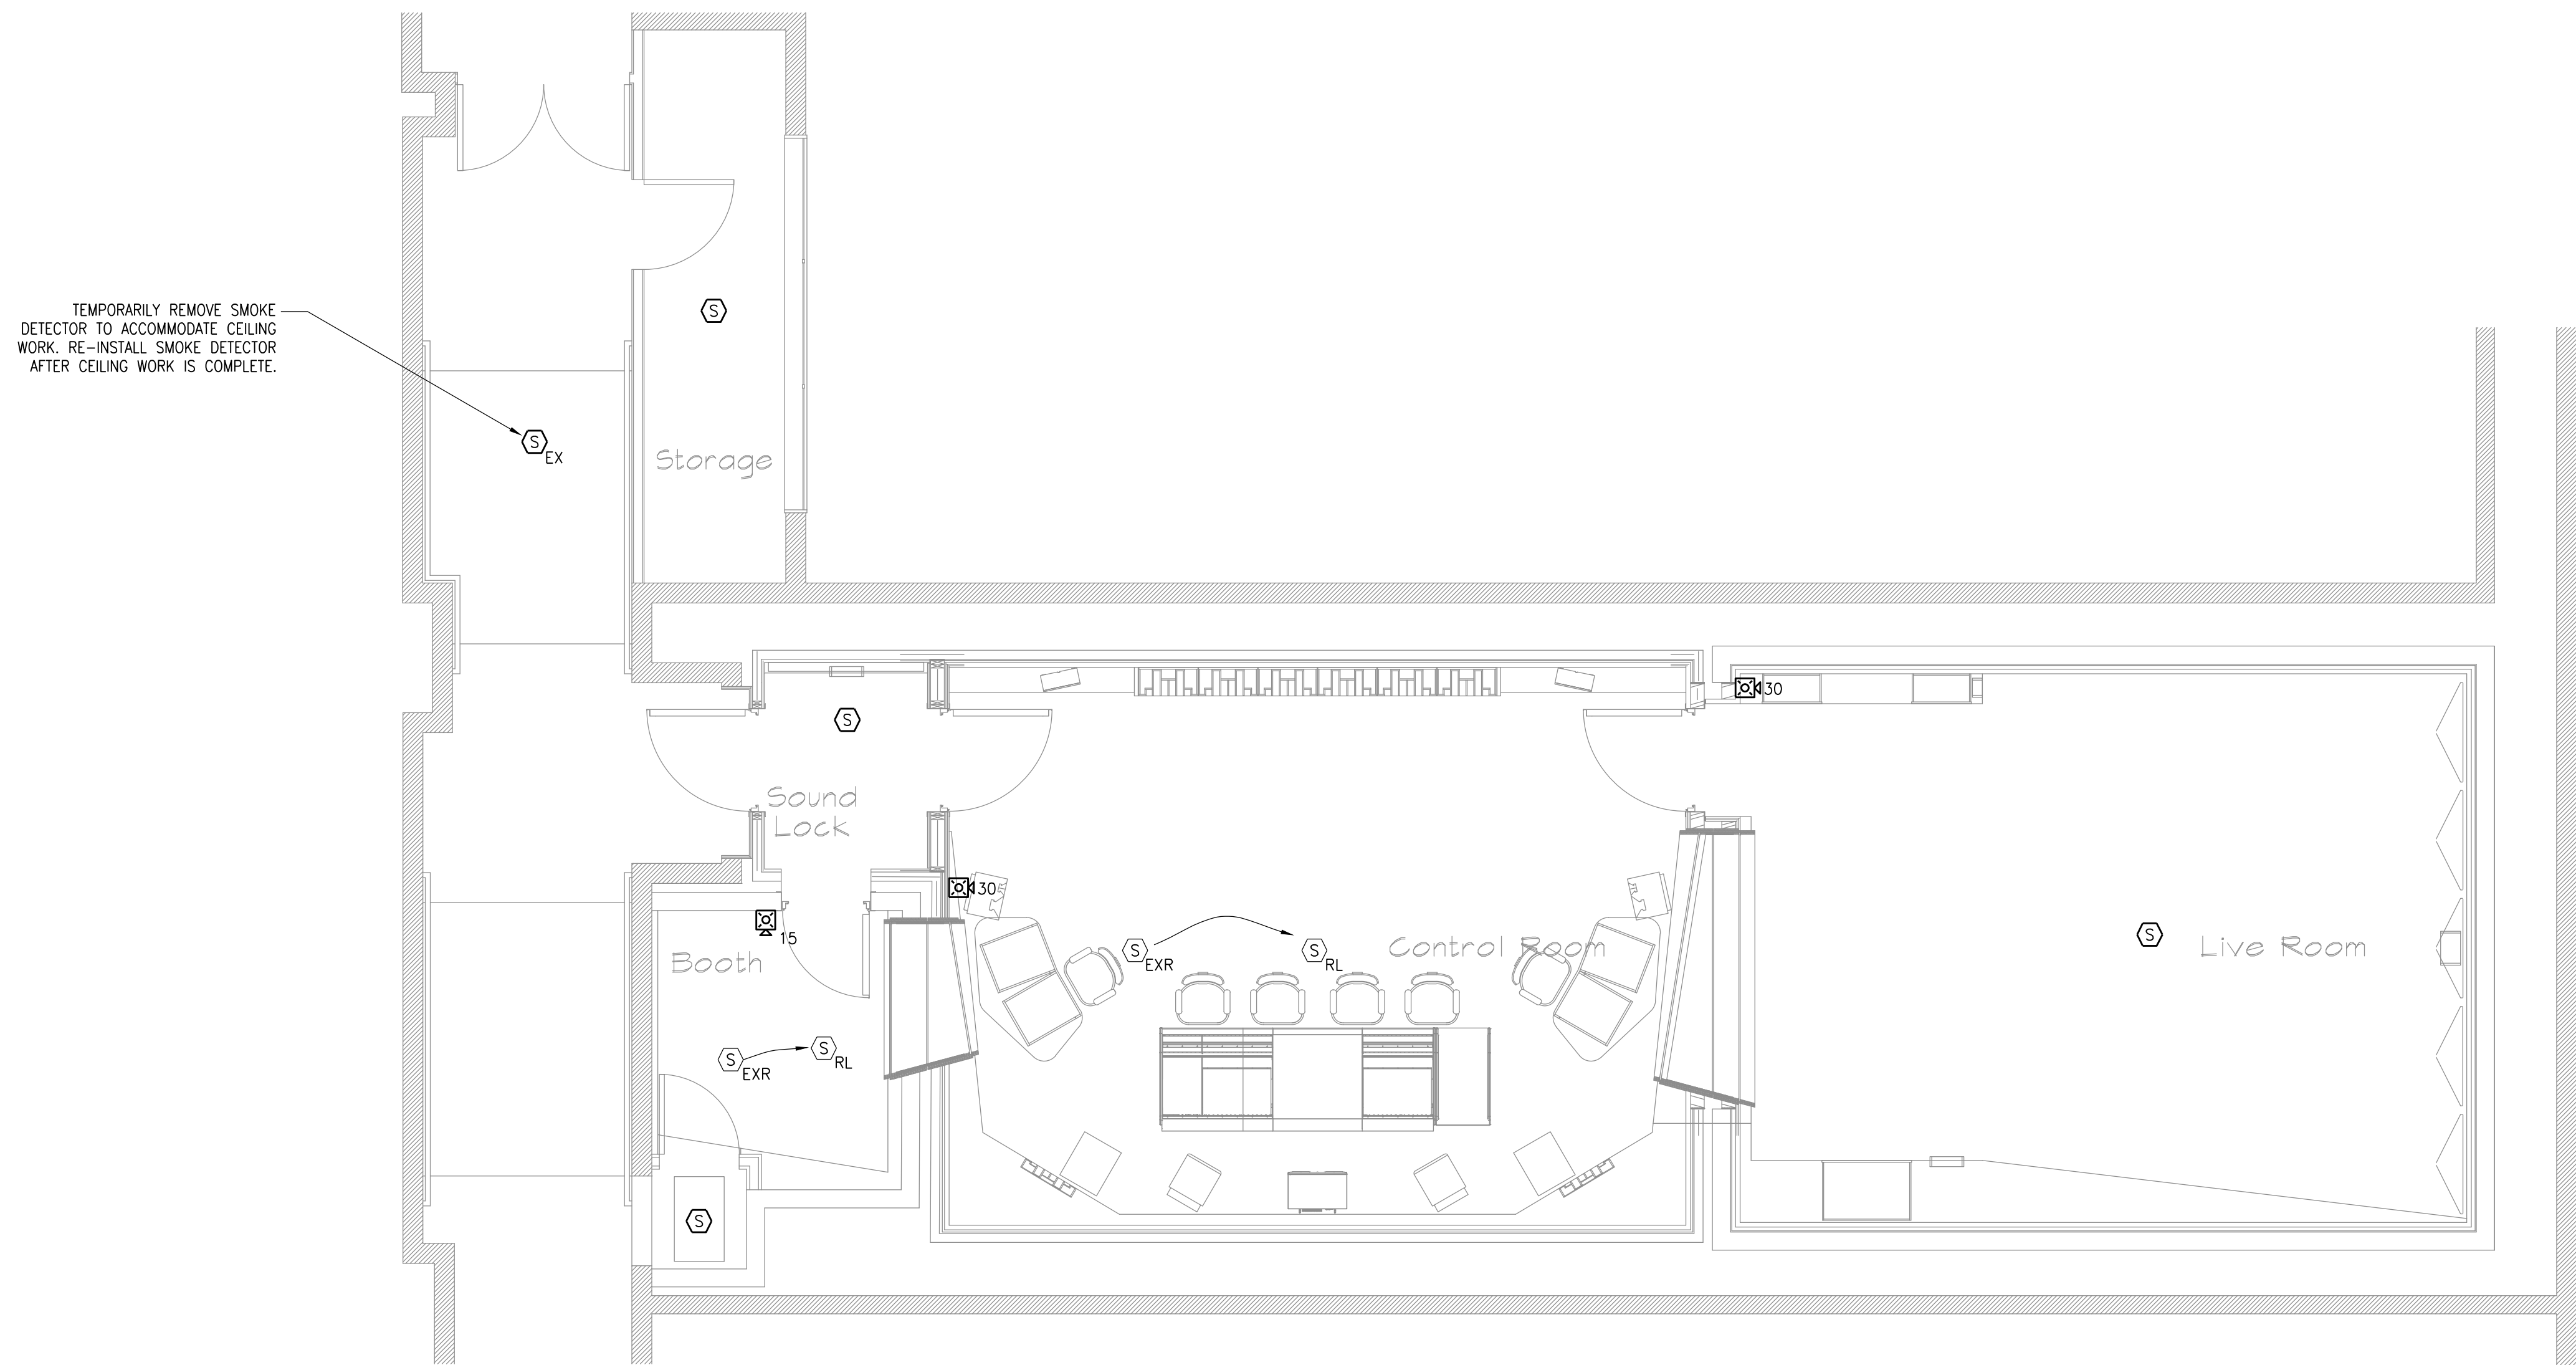 TEMPORARILY REMOVE SMOKE
DETECTOR TO ACCOMMODATE CEILING
WORK. RE-INSTALL SMOKE DETECTOR
AFTER CEILING WORK IS COMPLETE.
S
S
EX
Storage
S
30
Sound
Lock
30
15
Booth
S
EXR
S
RL
Control Room
S
Live Room
S
EXR
S
RL
S